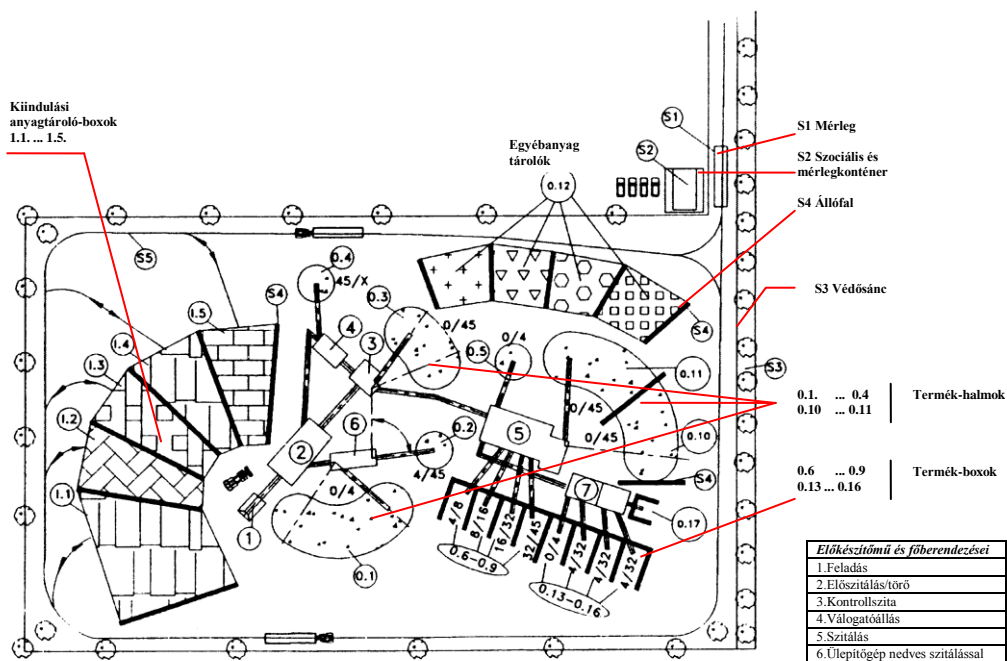 Kiindulási
anyagtároló-boxok
1.1. ... 1.5.
Egyébanyag
tárolók
0.12
S1
S2
S1 Mérleg
S2 Szociális és
mérlegkonténer
S4 Állófal
S3 Védősánc
S3
S5
S4
0.4
45/X
0.3
0/45
4
3
0/4
0.5
0.11
S4
1.5
1.4
1.3
1.2
1.1
2
6
0.2
4/45
5
0/45
0/45
0.10
S4
0/4
1
0.1
7
0.17
4/8
8/16
16/32
32/45
0/4
4/32
4/32
4/32
0.6-0.9
0.13-0.16
0.1. ... 0.4
0.10 ... 0.11
Termék-halmok
0.6 ... 0.9
0.13 ... 0.16
Termék-boxok
Előkészítőmű és főberendezései
1.Feladás
2.Előszitálás/törő
3.Kontrollszita
4.Válogatóállás
5.Szitálás
6.Ülepítőgép nedves szitálással